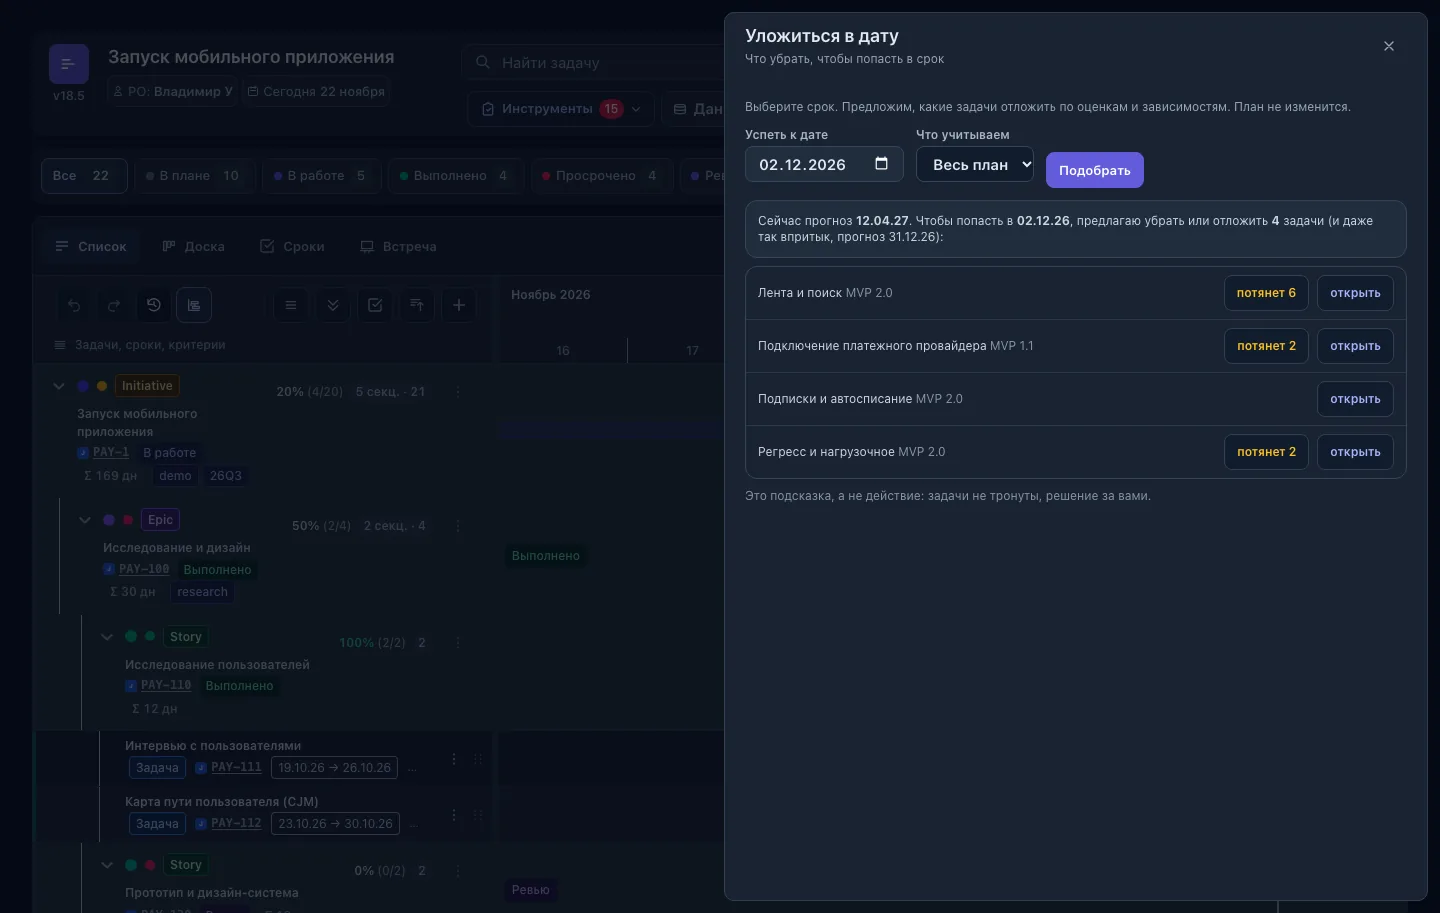 Запуск мобильного приложения
v18.5
PO: Владимир У
Сегодня 22 ноября
Найти задачу
Инструменты 15
Дан
Все 22
В плане 10
В работе 5
Выполнено 4
Просрочено 4
Рев
Список
Доска
Сроки
Встреча
Ноябрь 2026
Задачи, сроки, критерии
16
17
Initiative
20% (4/20) 5 секц. · 21
Запуск мобильного
приложения
PAY-1 В работе
Σ 169 дн demo 26Q3
Epic
50% (2/4) 2 секц. · 4
Исследование и дизайн
PAY-100 Выполнено
Σ 30 дн research
Выполнено
Story
100% (2/2) 2
Исследование пользователей
PAY-110 Выполнено
Σ 12 дн
Интервью с пользователями
Задача PAY-111 19.10.26 → 26.10.26 ...
Карта пути пользователя (CJM)
Задача PAY-112 23.10.26 → 30.10.26 ...
Story
0% (0/2) 2
Прототип и дизайн-система
Ревью
Уложиться в дату
Что убрать, чтобы попасть в срок
Выберите срок. Предложим, какие задачи отложить по оценкам и зависимостям. План не изменится.
Успеть к дате
Что учитываем
02.12.2026
Весь план
Подобрать
Сейчас прогноз 12.04.27. Чтобы попасть в 02.12.26, предлагаю убрать или отложить 4 задачи (и даже
так впритык, прогноз 31.12.26):
Лента и поиск MVP 2.0 потянет 6 открыть
Подключение платежного провайдера MVP 1.1 потянет 2 открыть
Подписки и автосписание MVP 2.0 открыть
Регресс и нагрузочное MVP 2.0 потянет 2 открыть
Это подсказка, а не действие: задачи не тронуты, решение за вами.